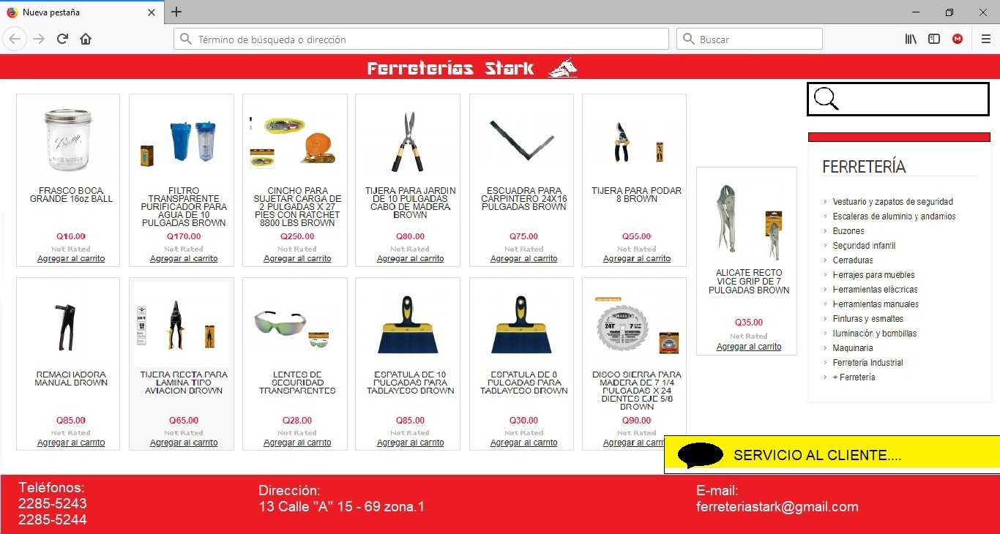 Nueva pestaña
Término de búsqueda o dirección
Buscar
Ferreterias Stark
FRASCO BOCA
GRANDE 16oz BALL
Q16.00
Not Rated
Agregar al carrito
FILTRO
TRANSPARENTE
PURIFICADOR PARA
AGUA DE 10
PULGADAS BROWN
Q170.00
Not Rated
Agregar al carrito
CINCHO PARA
SUJETAR CARGA DE
2 PULGADAS X 27
PIES CON RATCHET
8800 LBS BROWN
Q250.00
Not Rated
Agregar al carrito
TIJERA PARA JARDIN
DE 10 PULGADAS
CABO DE MADERA
BROWN
Q80.00
Not Rated
Agregar al carrito
ESCUADRA PARA
CARPINTERO 24X16
PULGADAS BROWN
Q75.00
Not Rated
Agregar al carrito
TIJERA PARA PODAR
8 BROWN
Q55.00
Not Rated
Agregar al carrito
ALICATE RECTO
VICE GRIP DE 7
PULGADAS BROWN
Q35.00
Not Rated
Agregar al carrito
REMACHADORA
MANUAL BROWN
Q85.00
Not Rated
Agregar al carrito
TIJERA RECTA PARA
LAMINA TIPO
AVIACION BROWN
Q65.00
Not Rated
Agregar al carrito
LENTES DE
SEGURIDAD
TRANSPARENTES
Q28.00
Not Rated
Agregar al carrito
ESPATULA DE 10
PULGADAS PARA
TABLAYESO BROWN
Q85.00
Not Rated
Agregar al carrito
ESPATULA DE 8
PULGADAS PARA
TABLAYESO BROWN
Q30.00
Not Rated
Agregar al carrito
24T
7
DISCO SIERRA PARA
MADERA DE 7 1/4
PULGADAS X 24
DIENTES EJE 5/8
BROWN
Q90.00
Not Rated
Agregar al carri
FERRETERÍA
Vestuario y zapatos de seguridad
Escaleras de aluminio y andamios
Buzones
Seguridad infantil
Cerraduras
Herrajes para muebles
Herramientas eléctricas
Herramientas manuales
Pinturas y esmaltes
Iluminación y bombillas
Maquinaria
Ferretería Industrial
+ Ferretería
SERVICIO AL CLIENTE....
Teléfonos:
2285-5243
2285-5244
Dirección:
13 Calle "A" 15 - 69 zona.1
E-mail:
ferreteriastark@gmail.com